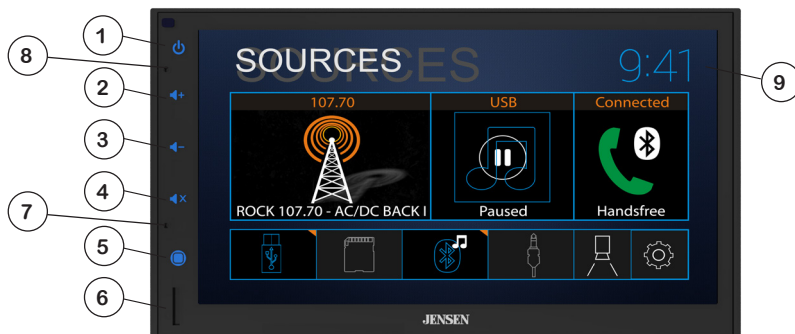 1
8
2
3
4
7
5
6
9
SOURCES
9:41
107.70
USB
Connected
ROCK 107.70 - AC/DC BACK I
Paused
Handsfree
JENSEN